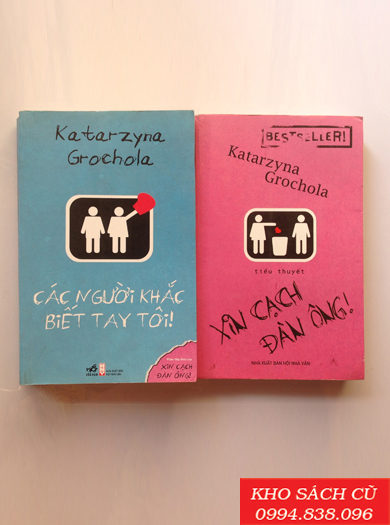 Katarzyna
Grochola
CÁC NGƯỜI KHẮC
BIẾT TAY TÔI!
XIN CẠCH
ĐÀN ÔNG!
BESTSELLER!
Katarzyna
Grochola
tiểu thuyết
XIN CẠCH
ĐÀN ÔNG!
NHÀ XUẤT BẢN HỘI NHÀ VĂN
KHO SÁCH CŨ
0994.838.096